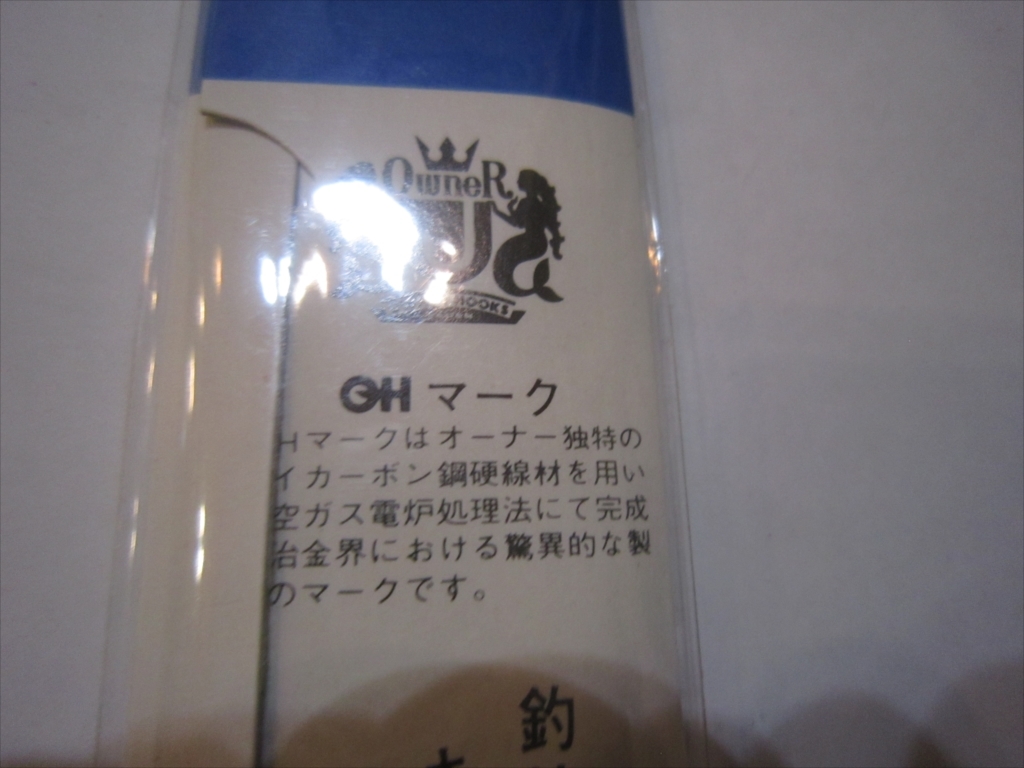 OwneR
HOOKS
OH マーク
Hマークはオーナー独特の
イカーボン鋼硬線材を用い
空ガス電炉処理法にて完成
冶金界における驚異的な製
のマークです。
釣